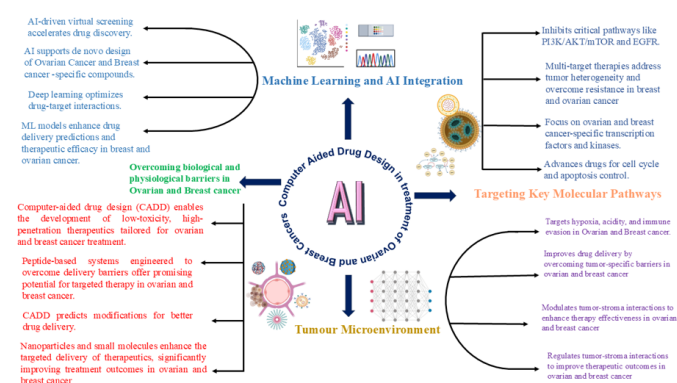 AI-driven virtual screening
accelerates drug discovery.
AI supports de novo design
of Ovarian Cancer and Breast
cancer -specific compounds.
Deep learning optimizes
drug-target interactions.
ML models enhance drug
delivery predictions and
therapeutic efficacy in breast and
ovarian cancer.
Machine Learning and AI Integration
Inhibits critical pathways like
PI3K/AKT/mTOR and EGFR.
Multi-target therapies address
tumor heterogeneity and
overcome resistance in breast
and ovarian cancer
Focus on ovarian and breast
cancer-specific transcription
factors and kinases.
Advances drugs for cell cycle
and apoptosis control.
Targeting Key Molecular Pathways
Overcoming biological and
physiological barriers in
Ovarian and Breast cancer
Computer Aided Drug Design in treatment of Ovarian and Breast Cancers
AI
Computer-aided drug design (CADD) enables
the development of low-toxicity, high-
penetration therapeutics tailored for ovarian
and breast cancer treatment.
Peptide-based systems engineered to
overcome delivery barriers offer promising
potential for targeted therapy in ovarian and
breast cancer.
CADD predicts modifications for better
drug delivery.
Nanoparticles and small molecules enhance the
targeted delivery of therapeutics, significantly
improving treatment outcomes in ovarian and
breast cancer
Tumour Microenvironment
Targets hypoxia, acidity, and immune
evasion in Ovarian and Breast cancer.
Improves drug delivery by
overcoming tumor-specific barriers in
ovarian and breast cancer
Modulates tumor-stroma interactions to
enhance therapy effectiveness in ovarian
and breast cancer
Regulates tumor-stroma interactions
to improve therapeutic outcomes in
ovarian and breast cancer